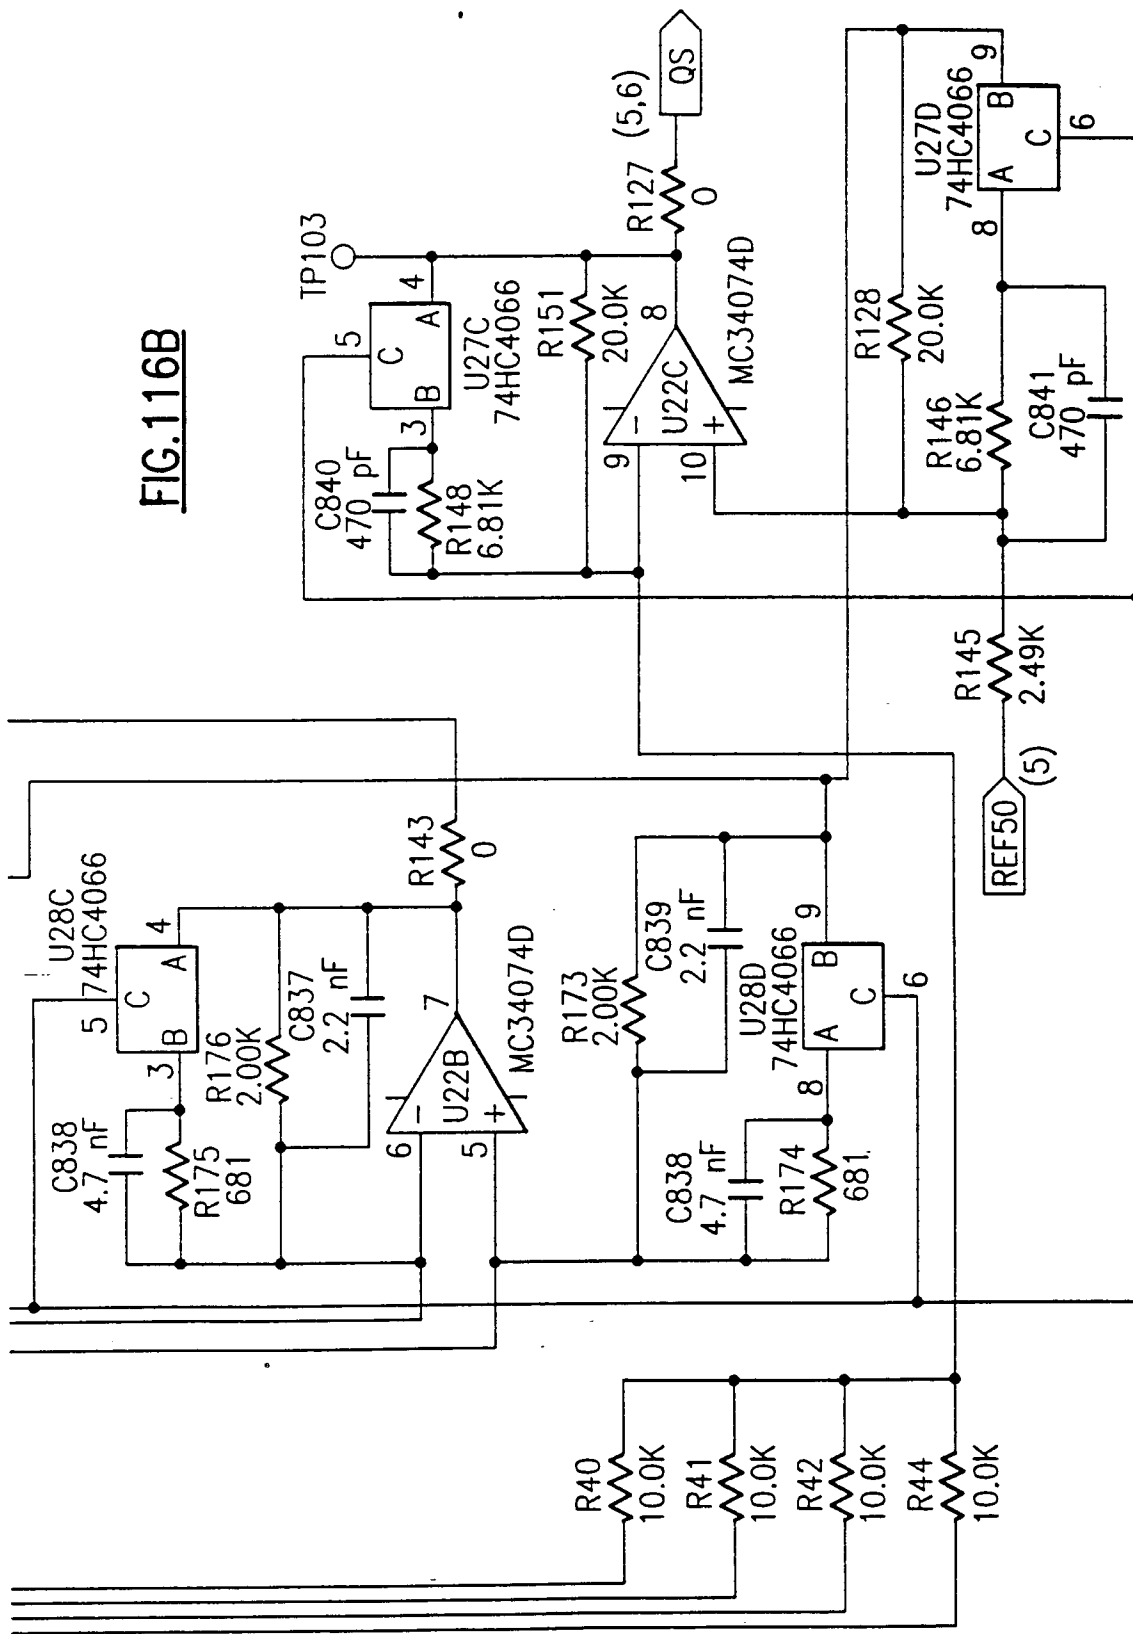 FIG.116B
TP103
5
C
B
A
3
4
U27C
74HC4066
C840
470 pF
R148
6.81K
R151
20.0K
9
10
-
+
U22C
8
MC34074D
R127
0
(5,6)
QS
R128
20.0K
U27D
74HC4066
A
B
C
8
9
6
R146
6.81K
C841
470 pF
R145
2.49K
REF50
(5)
U28C
74HC4066
5
C
B
A
3
4
C838
4.7 nF
R175
681
R176
2.00K
C837
2.2 nF
6
5
-
+
U22B
7
MC34074D
R143
0
R173
2.00K
C839
2.2 nF
U28D
74HC4066
A
B
C
8
9
6
C838
4.7 nF
R174
681
R40
10.0K
R41
10.0K
R42
10.0K
R44
10.0K